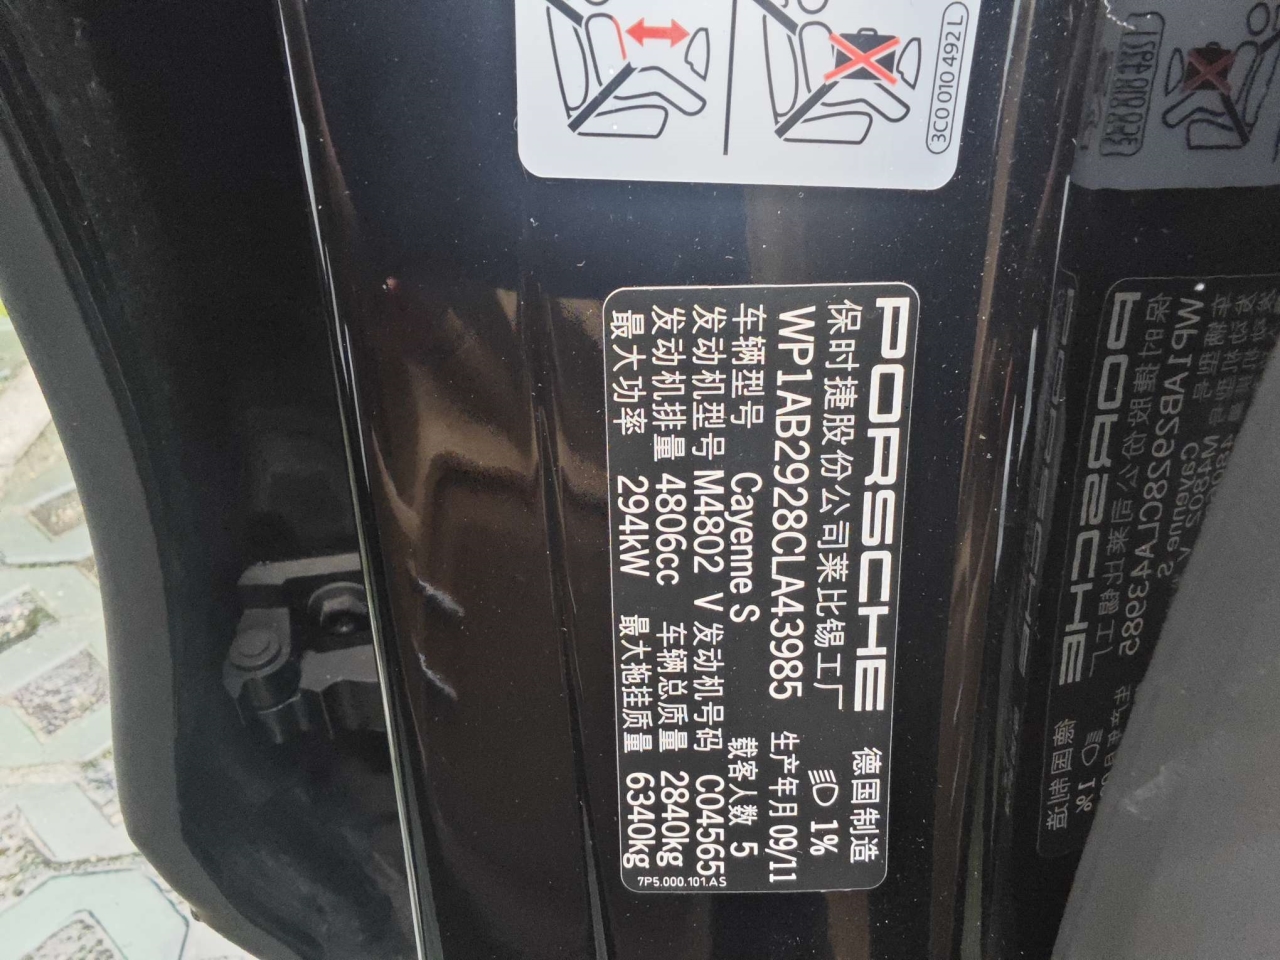 3C0 010 492 L
PORSCHE 德国制造
保时捷股份公司莱比锡工厂 1%
WP1AB2928CLA43985 生产年月 09/11
车辆型号 Cayenne S 载客人数 5
发动机型号 M4802 V 发动机号码 C04565
发动机排量 4806cc 车辆总质量 2840kg
最大功率 294kW 最大拖挂质量 6340kg
7P5.000.101.AS